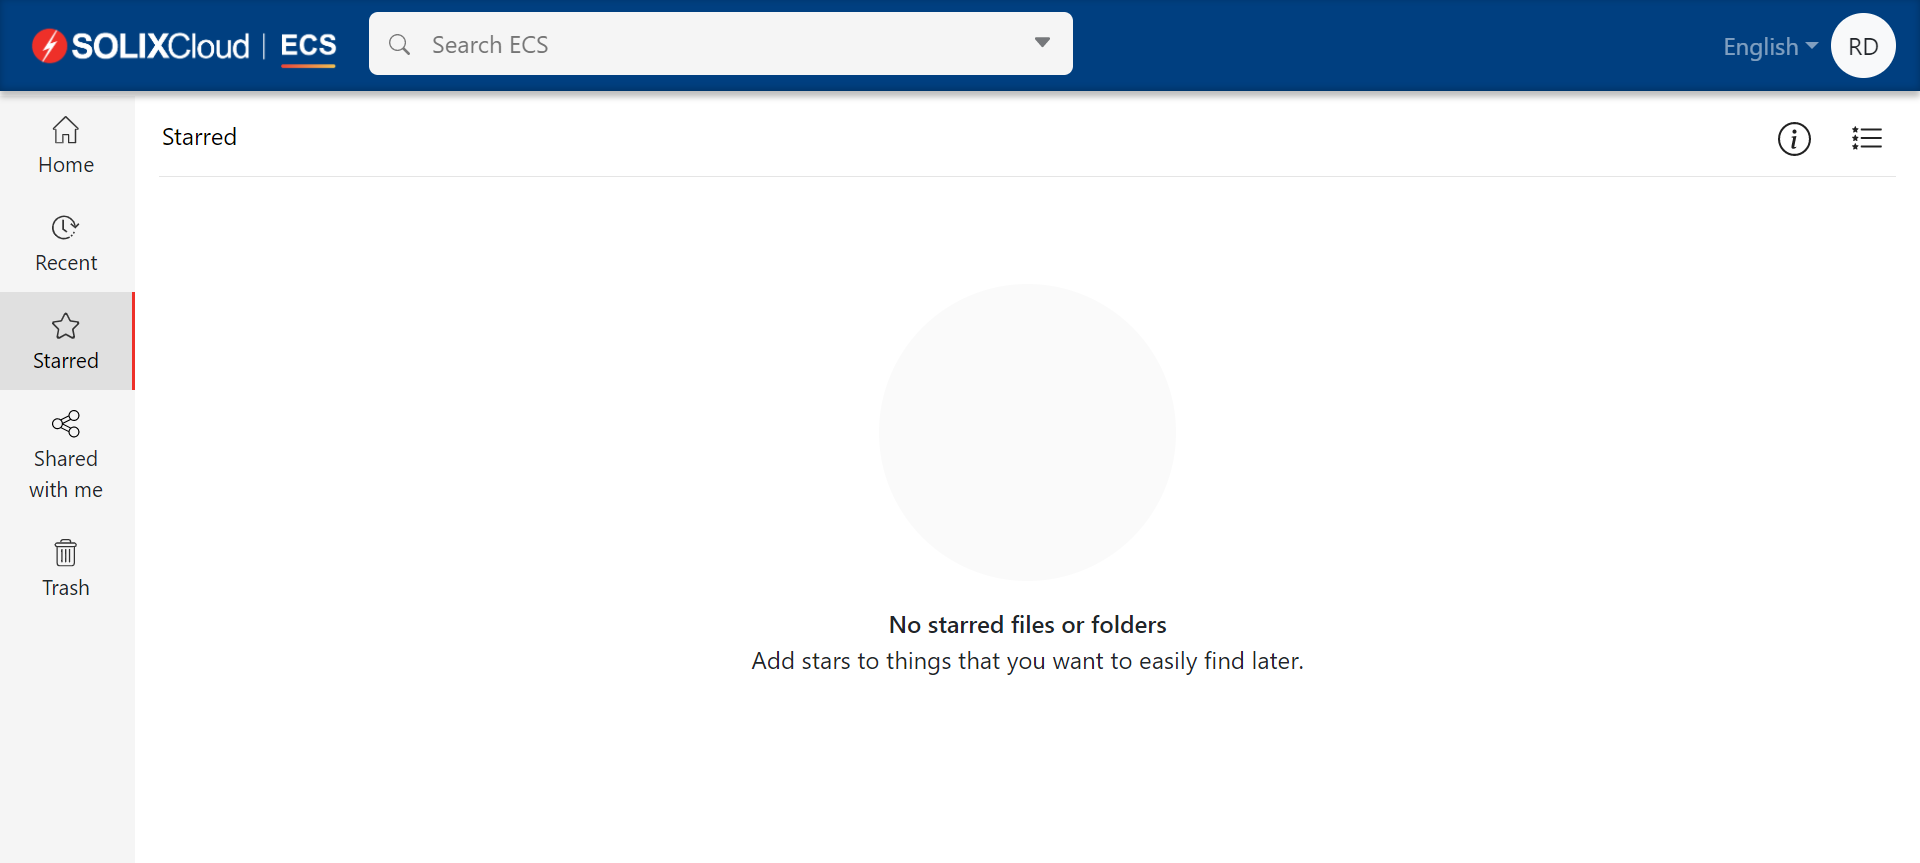 SOLIXCloud | ECS
Search ECS
English
RD
Home
Recent
Starred
Shared
with me
Trash
Starred
No starred files or folders
Add stars to things that you want to easily find later.